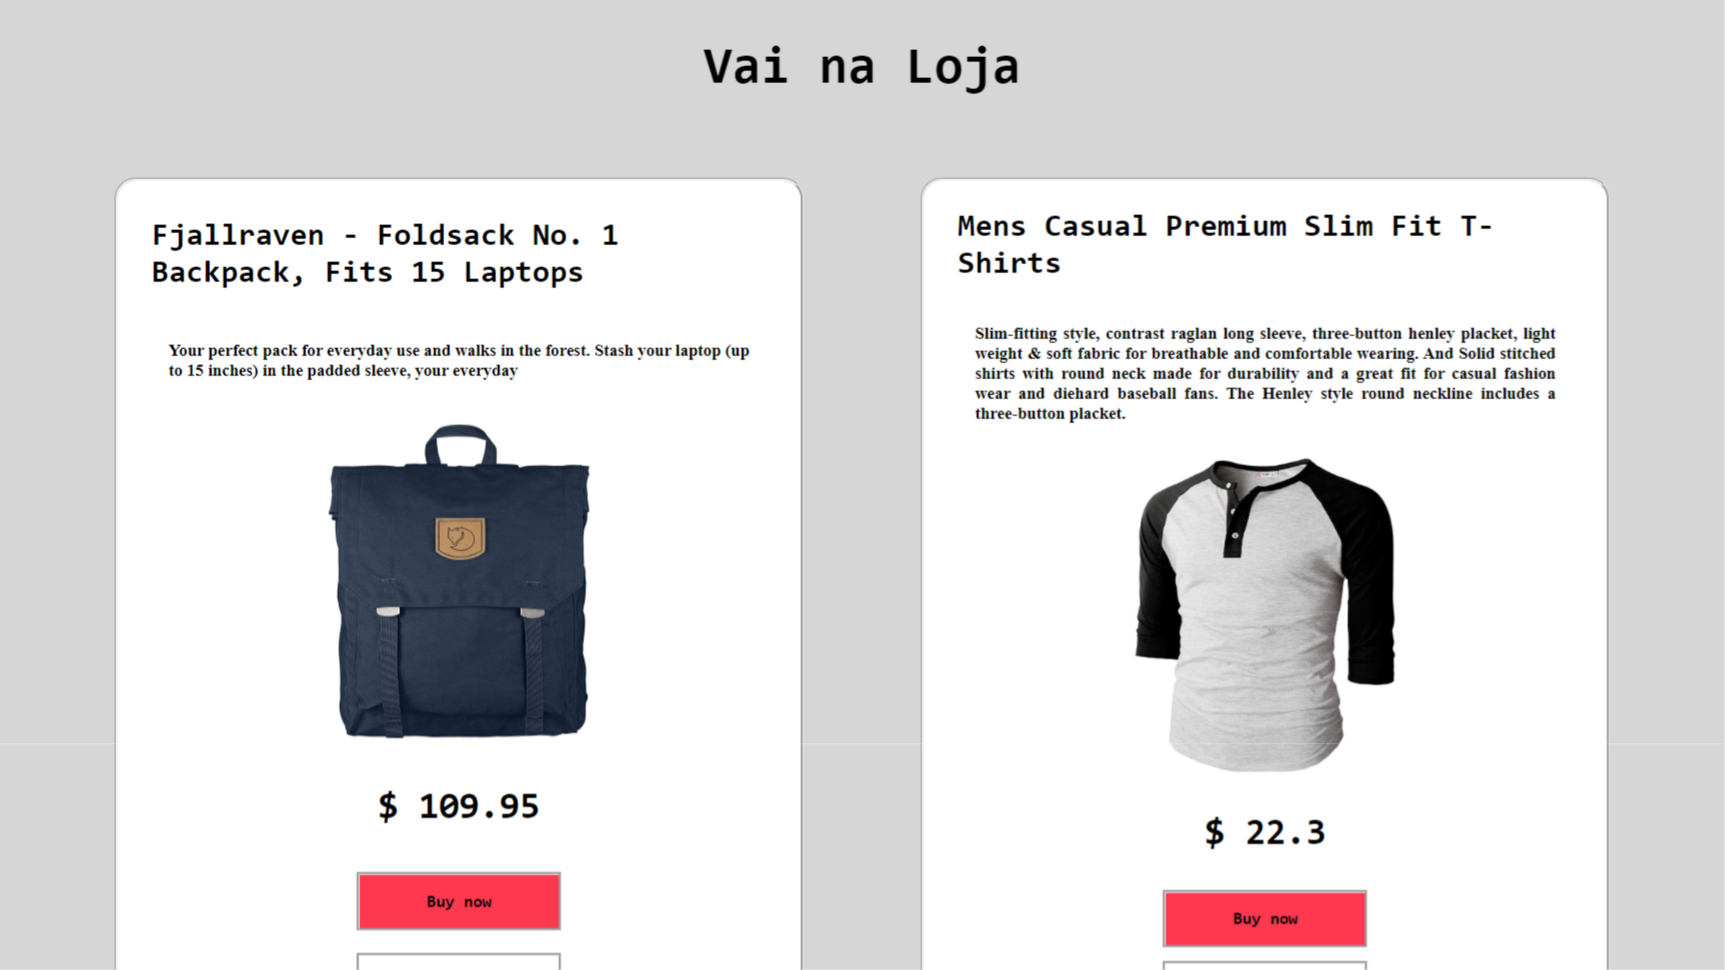 Vai na Loja
Fjallraven - Foldsack No. 1
Backpack, Fits 15 Laptops
Your perfect pack for everyday use and walks in the forest. Stash your laptop (up
to 15 inches) in the padded sleeve, your everyday
$ 109.95
Buy now
Mens Casual Premium Slim Fit T-
Shirts
Slim-fitting style, contrast raglan long sleeve, three-button henley placket, light
weight & soft fabric for breathable and comfortable wearing. And Solid stitched
shirts with round neck made for durability and a great fit for casual fashion
wear and diehard baseball fans. The Henley style round neckline includes a
three-button placket.
$ 22.3
Buy now